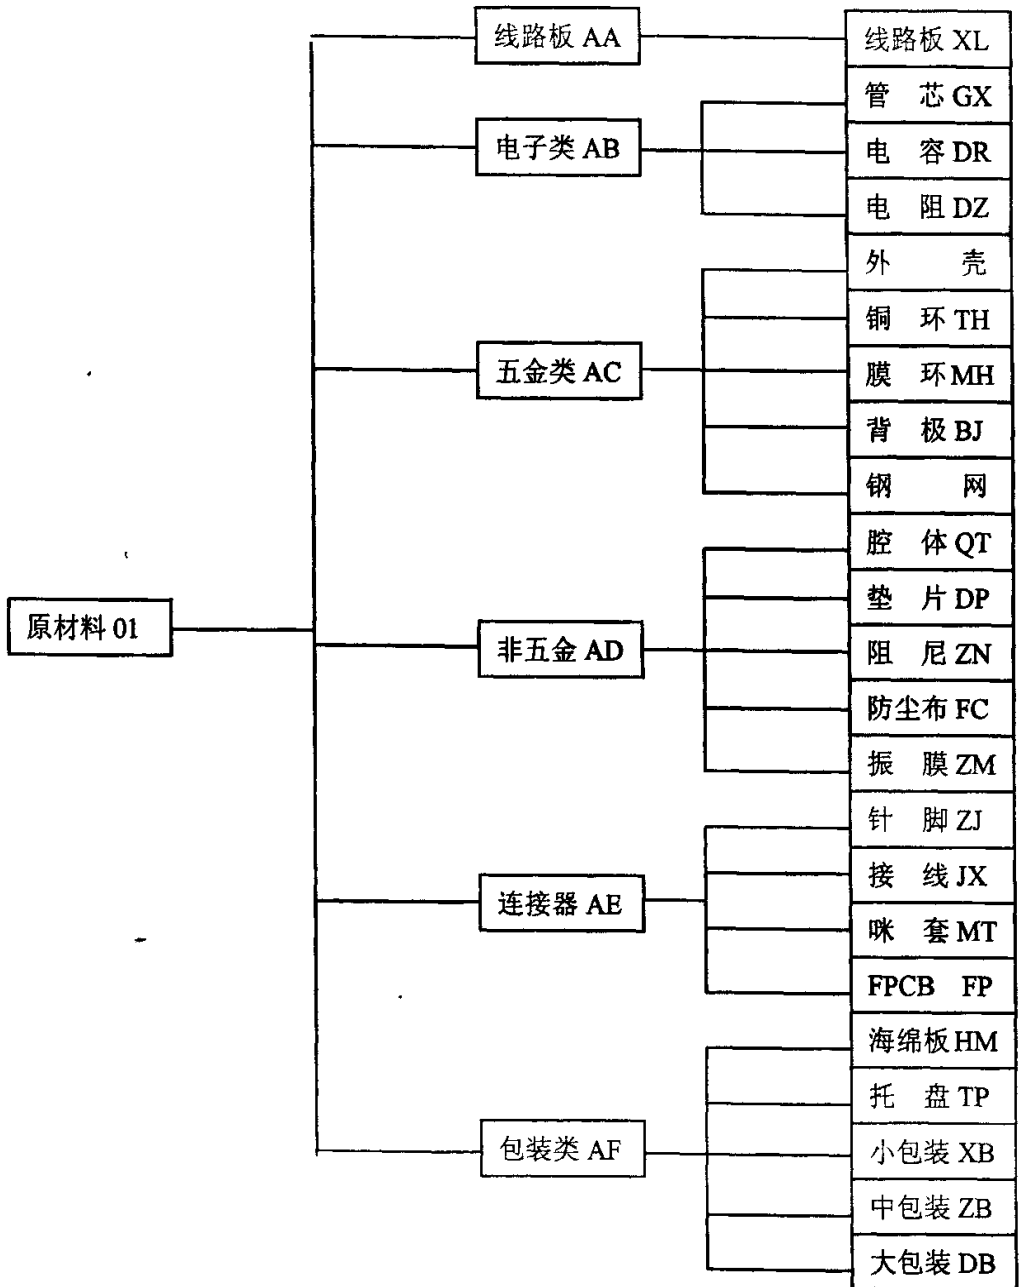 原材料 01
线路板 AA
线路板 XL
电子类 AB
管 芯 GX
电 容 DR
电 阻 DZ
五金类 AC
外 壳
铜 环 TH
膜 环 MH
背 极 BJ
钢 网
非五金 AD
腔 体 QT
垫 片 DP
阻 尼 ZN
防尘布 FC
振 膜 ZM
连接器 AE
针 脚 ZJ
接 线 JX
咪 套 MT
FPCB FP
包装类 AF
海绵板 HM
托 盘 TP
小包装 XB
中包装 ZB
大包装 DB